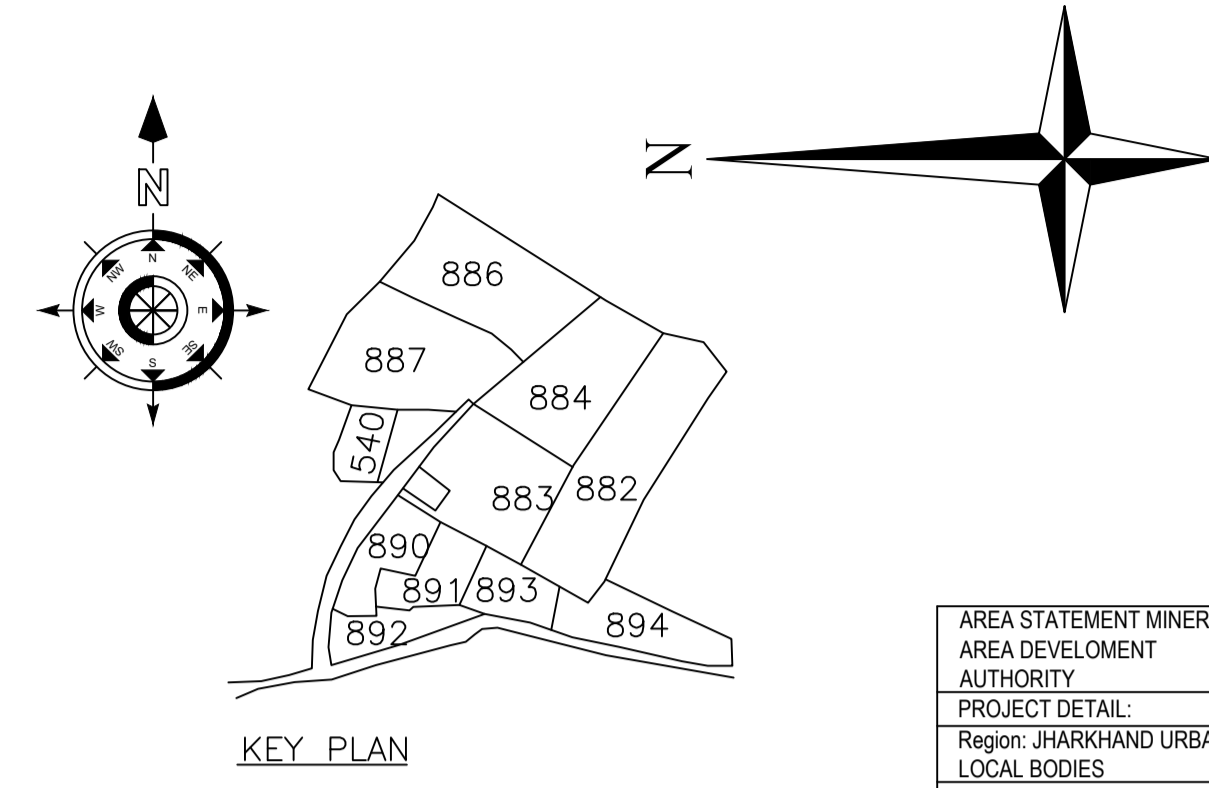 N
N
N
NW
NE
W
E
SW
SE
S
886
887
884
540
883
882
890
891
893
892
894
KEY PLAN
AREA STATEMENT MINER
AREA DEVELOMENT
AUTHORITY
PROJECT DETAIL:
Region: JHARKHAND URBA
LOCAL BODIES